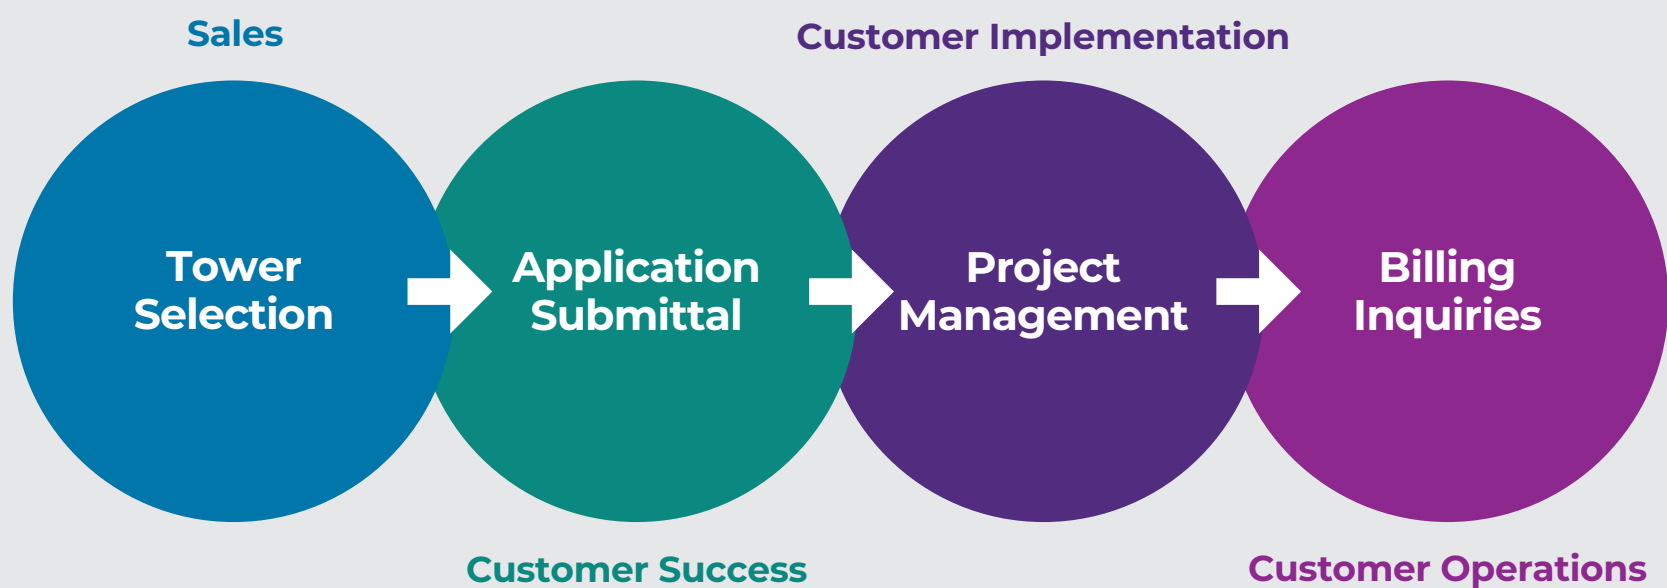 Sales
Customer Implementation
Tower
Selection
Application
Submittal
Project
Management
Billing
Inquiries
Customer Success
Customer Operations